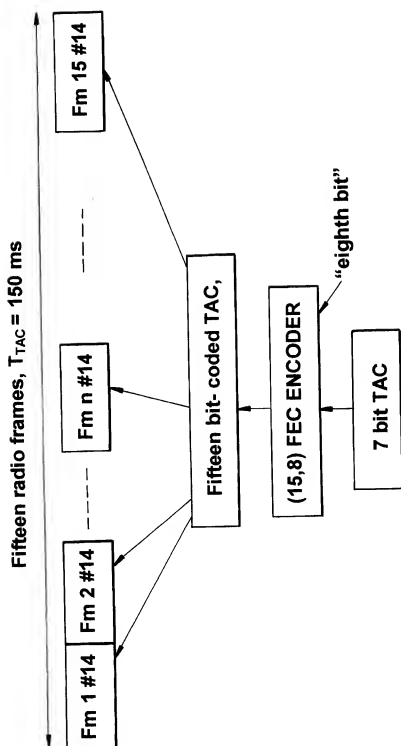 Fifteen radio frames, T_TAC = 150 ms
Fm 1 #14
Fm 2 #14
Fm n #14
Fm 15 #14
Fifteen bit- coded TAC,
(15,8) FEC ENCODER
"eighth bit"
7 bit TAC